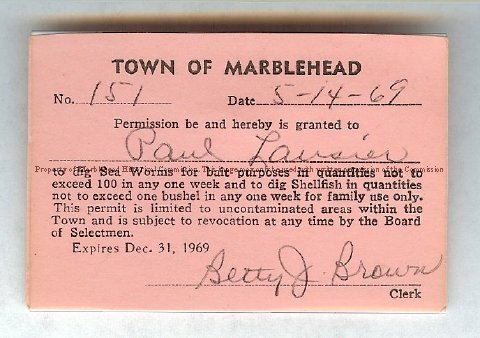 TOWN OF MARBLEHEAD
No. 151 Date 5-14-69
Permission be and hereby is granted to
Paul Lausier
to dig Sea Worms for bait purposes in quantities not to
exceed 100 in any one week and to dig Shellfish in quantities
not to exceed one bushel in any one week for family use only.
This permit is limited to uncontaminated areas within the
Town and is subject to revocation at any time by the Board
of Selectmen.
Expires Dec. 31, 1969
Betty J. Brown
Clerk